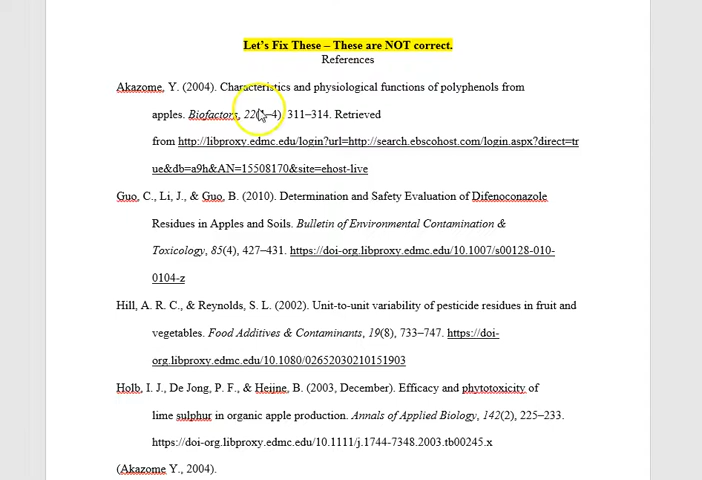 Let's Fix These – These are NOT correct.
References
Akazome, Y. (2004). Characteristics and physiological functions of polyphenols from
apples. Biofactors, 22(1–4), 311–314. Retrieved
from http://libproxy.edmc.edu/login?url=http://search.ebscohost.com/login.aspx?direct=tr
ue&db=a9h&AN=15508170&site=ehost-live
Guo, C., Li, J., & Guo, B. (2010). Determination and Safety Evaluation of Difenoconazole
Residues in Apples and Soils. Bulletin of Environmental Contamination &
Toxicology, 85(4), 427–431. https://doi-org.libproxy.edmc.edu/10.1007/s00128-010-
0104-z
Hill, A. R. C., & Reynolds, S. L. (2002). Unit-to-unit variability of pesticide residues in fruit and
vegetables. Food Additives & Contaminants, 19(8), 733–747. https://doi-
org.libproxy.edmc.edu/10.1080/02652030210151903
Holb, I. J., De Jong, P. F., & Heijne, B. (2003, December). Efficacy and phytotoxicity of
lime sulphur in organic apple production. Annals of Applied Biology, 142(2), 225–233.
https://doi-org.libproxy.edmc.edu/10.1111/j.1744-7348.2003.tb00245.x
(Akazome Y., 2004).